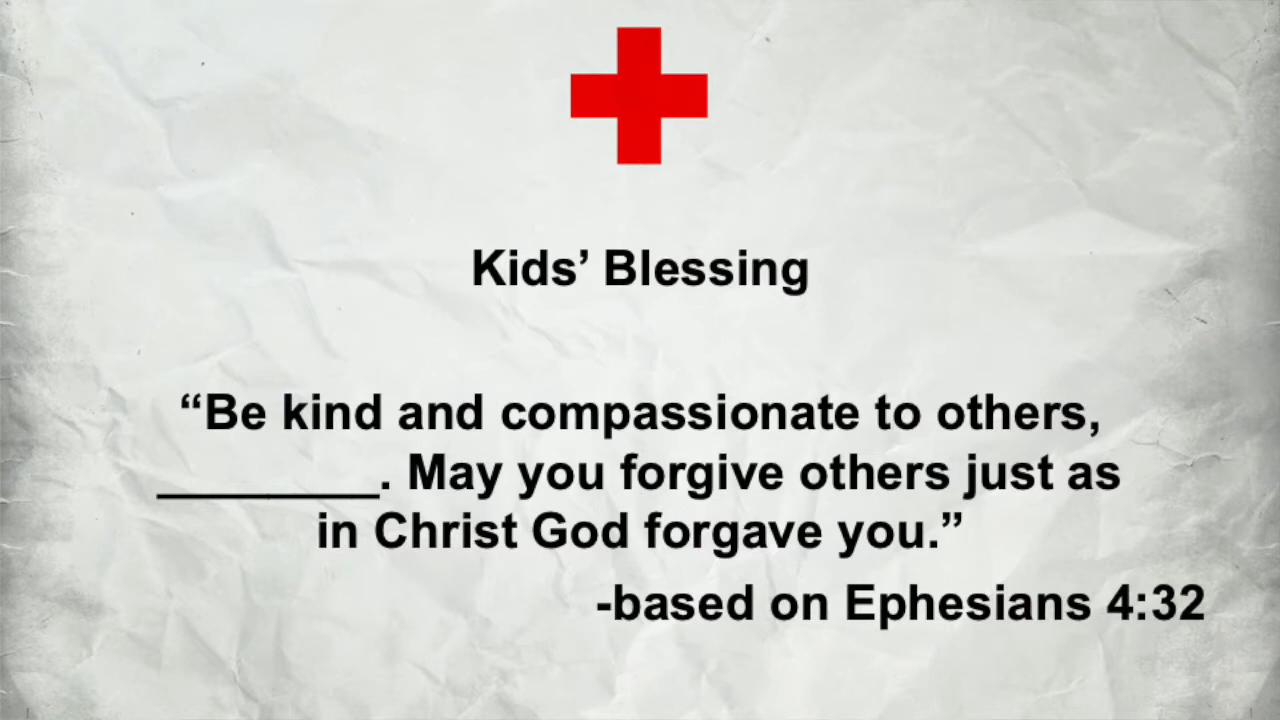 Kids’ Blessing
“Be kind and compassionate to others,
________. May you forgive others just as
in Christ God forgave you.”
-based on Ephesians 4:32